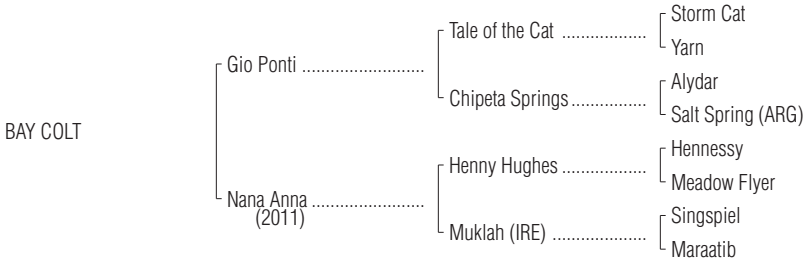 Storm Cat
Tale of the Cat ..................
Yarn
Gio Ponti ..........................
Alydar
Chipeta Springs................
Salt Spring (ARG)
BAY COLT
Hennessy
Henny Hughes ..................
Meadow Flyer
Nana Anna ........................
(2011)
Singspiel
Muklah (IRE) ....................
Maraatib